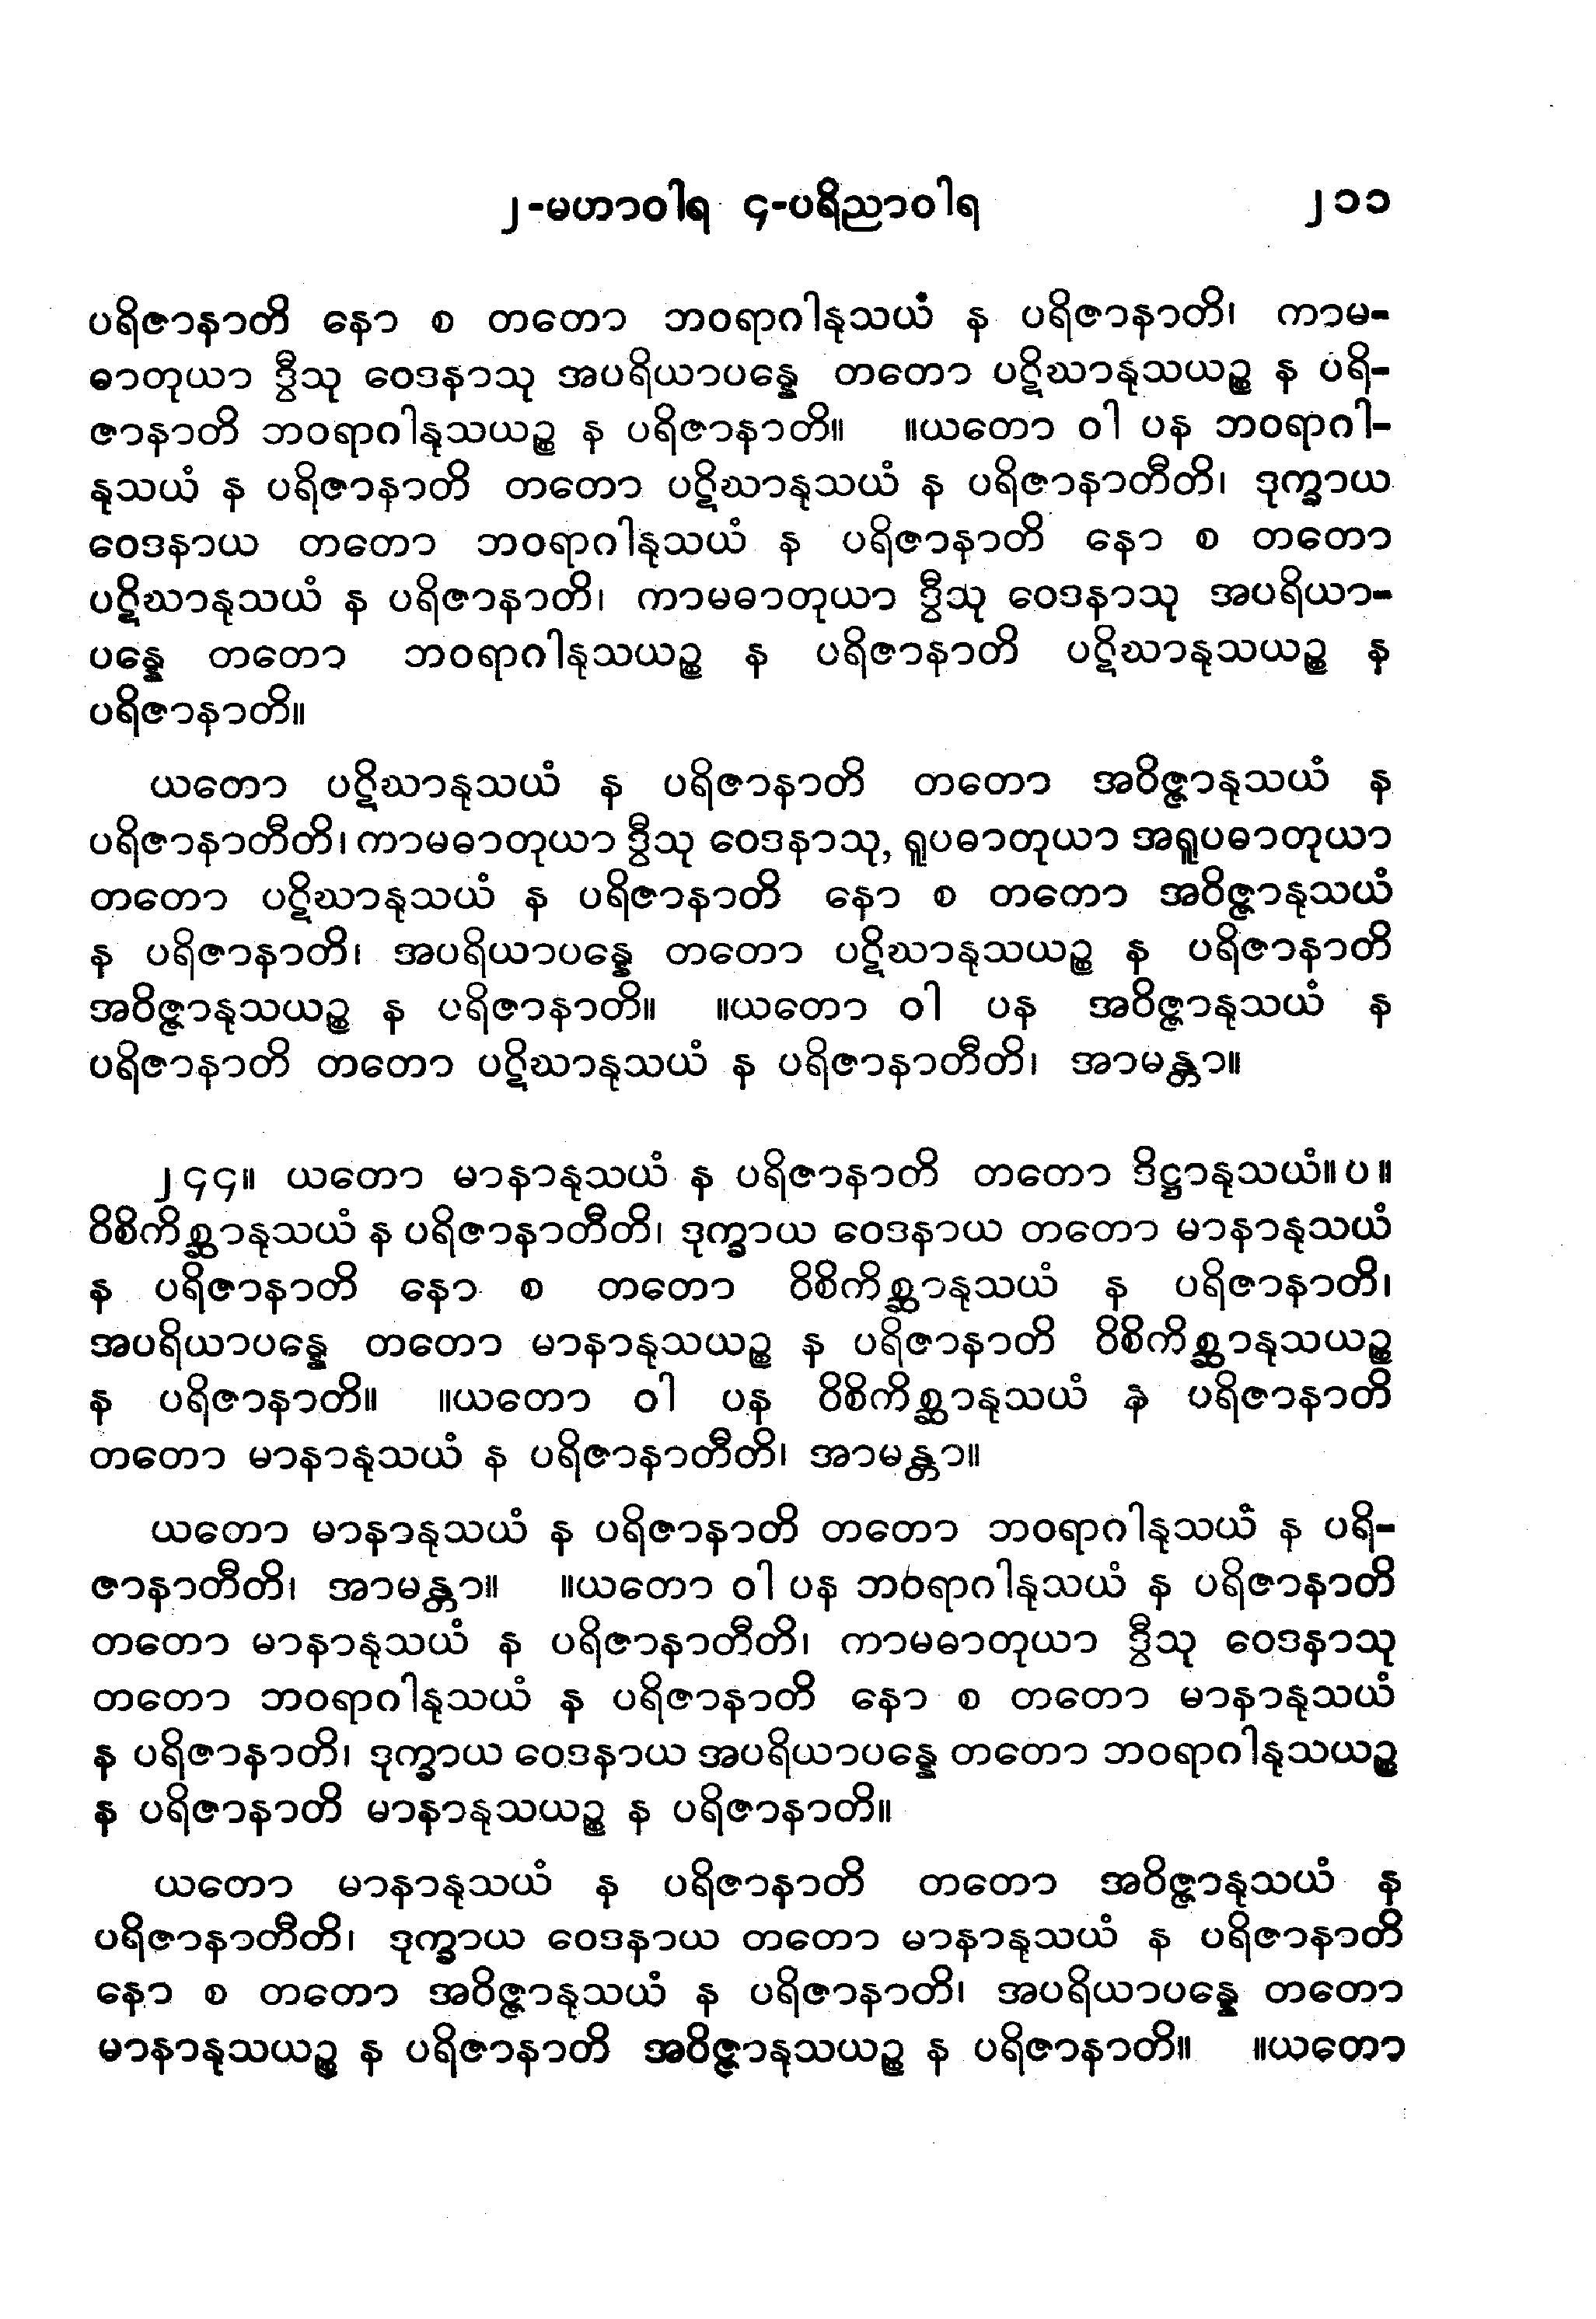 ၂-မဟာဝါရ ၄-ပရိညာဝါရ ၂၁၁
ပရိဇာနာတိ နော စ တတော ဘဝရာဂါနုသယံ န ပရိဇာနာတိ၊ ကာမ-
ဓာတုယာ ဒွီသု ဝေဒနာသု အပရိယာပန္နေ တတော ပဋိဃာနုသယဉ္စ န ပရိ-
ဇာနာတိ ဘဝရာဂါနုသယဉ္စ န ပရိဇာနာတိ။ ။ယတော ဝါ ပန ဘဝရာဂါ-
နုသယံ န ပရိဇာနာတိ တတော ပဋိဃာနုသယံ န ပရိဇာနာတီတိ၊ ဒုက္ခာယ
ဝေဒနာယ တတော ဘဝရာဂါနုသယံ န ပရိဇာနာတိ နော စ တတော
ပဋိဃာနုသယံ န ပရိဇာနာတိ၊ ကာမဓာတုယာ ဒွီသု ဝေဒနာသု အပရိယာ-
ပန္နေ တတော ဘဝရာဂါနုသယဉ္စ န ပရိဇာနာတိ ပဋိဃာနုသယဉ္စ န
ပရိဇာနာတိ။
ယတော ပဋိဃာနုသယံ န ပရိဇာနာတိ တတော အဝိဇ္ဇာနုသယံ န
ပရိဇာနာတီတိ၊ ကာမဓာတုယာ ဒွီသု ဝေဒနာသု, ရူပဓာတုယာ အရူပဓာတုယာ
တတော ပဋိဃာနုသယံ န ပရိဇာနာတိ နော စ တတော အဝိဇ္ဇာနုသယံ
န ပရိဇာနာတိ၊ အပရိယာပန္နေ တတော ပဋိဃာနုသယဉ္စ န ပရိဇာနာတိ
အဝိဇ္ဇာနုသယဉ္စ န ပရိဇာနာတိ။ ။ယတော ဝါ ပန အဝိဇ္ဇာနုသယံ န
ပရိဇာနာတိ တတော ပဋိဃာနုသယံ န ပရိဇာနာတီတိ၊ အာမန္တာ။
၂၄၄။ ယတော မာနာနုသယံ န ပရိဇာနာတိ တတော ဒိဋ္ဌာနုသယံ။ပ။
ဝိစိကိစ္ဆာနုသယံ န ပရိဇာနာတီတိ၊ ဒုက္ခာယ ဝေဒနာယ တတော မာနာနုသယံ
န ပရိဇာနာတိ နော စ တတော ဝိစိကိစ္ဆာနုသယံ န ပရိဇာနာတိ၊
အပရိယာပန္နေ တတော မာနာနုသယဉ္စ န ပရိဇာနာတိ ဝိစိကိစ္ဆာနုသယဉ္စ
န ပရိဇာနာတိ။ ။ယတော ဝါ ပန ဝိစိကိစ္ဆာနုသယံ န ပရိဇာနာတိ
တတော မာနာနုသယံ န ပရိဇာနာတီတိ၊ အာမန္တာ။
ယတော မာနာနုသယံ န ပရိဇာနာတိ တတော ဘဝရာဂါနုသယံ န ပရိ-
ဇာနာတီတိ၊ အာမန္တာ။ ။ယတော ဝါ ပန ဘဝရာဂါနုသယံ န ပရိဇာနာတိ
တတော မာနာနုသယံ န ပရိဇာနာတီတိ၊ ကာမဓာတုယာ ဒွီသု ဝေဒနာသု
တတော ဘဝရာဂါနုသယံ န ပရိဇာနာတိ နော စ တတော မာနာနုသယံ
န ပရိဇာနာတိ၊ ဒုက္ခာယ ဝေဒနာယ အပရိယာပန္နေ တတော ဘဝရာဂါနုသယဉ္စ
န ပရိဇာနာတိ မာနာနုသယဉ္စ န ပရိဇာနာတိ။
ယတော မာနာနုသယံ န ပရိဇာနာတိ တတော အဝိဇ္ဇာနုသယံ န
ပရိဇာနာတီတိ၊ ဒုက္ခာယ ဝေဒနာယ တတော မာနာနုသယံ န ပရိဇာနာတိ
နော စ တတော အဝိဇ္ဇာနုသယံ န ပရိဇာနာတိ၊ အပရိယာပန္နေ တတော
မာနာနုသယဉ္စ န ပရိဇာနာတိ အဝိဇ္ဇာနုသယဉ္စ န ပရိဇာနာတိ။ ။ယတော